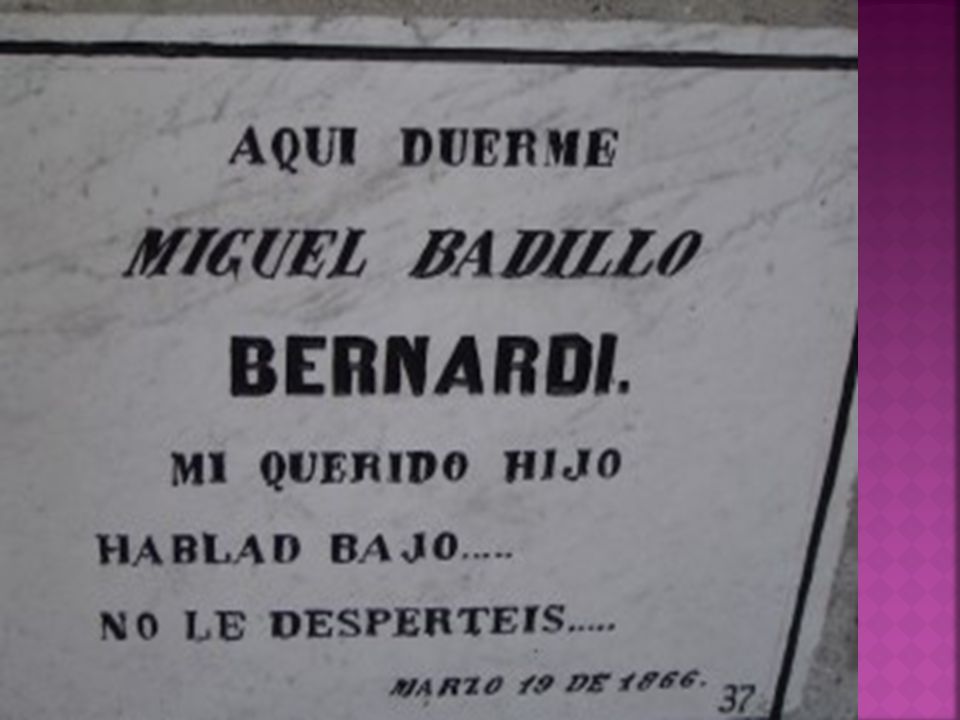 AQUI DUERME
MIGUEL BADILLO
BERNARDI.
MI QUERIDO HIJO
HABLAD BAJO.....
NO LE DESPERTEIS.....
MARZO 19 DE 1866.
37